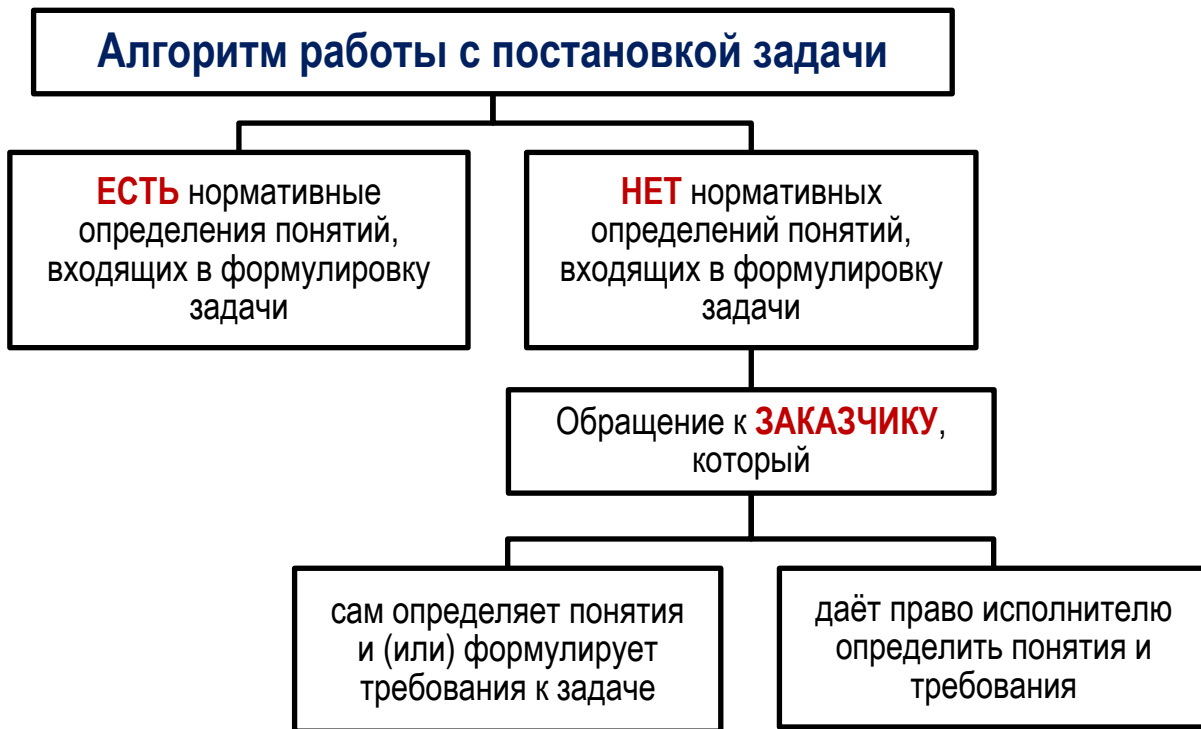 Алгоритм работы с постановкой задачи
ЕСТЬ нормативные
определения понятий,
входящих в формулировку
задачи
НЕТ нормативных
определений понятий,
входящих в формулировку
задачи
Обращение к ЗАКАЗЧИКУ,
который
сам определяет понятия
и (или) формулирует
требования к задаче
даёт право исполнителю
определить понятия и
требования